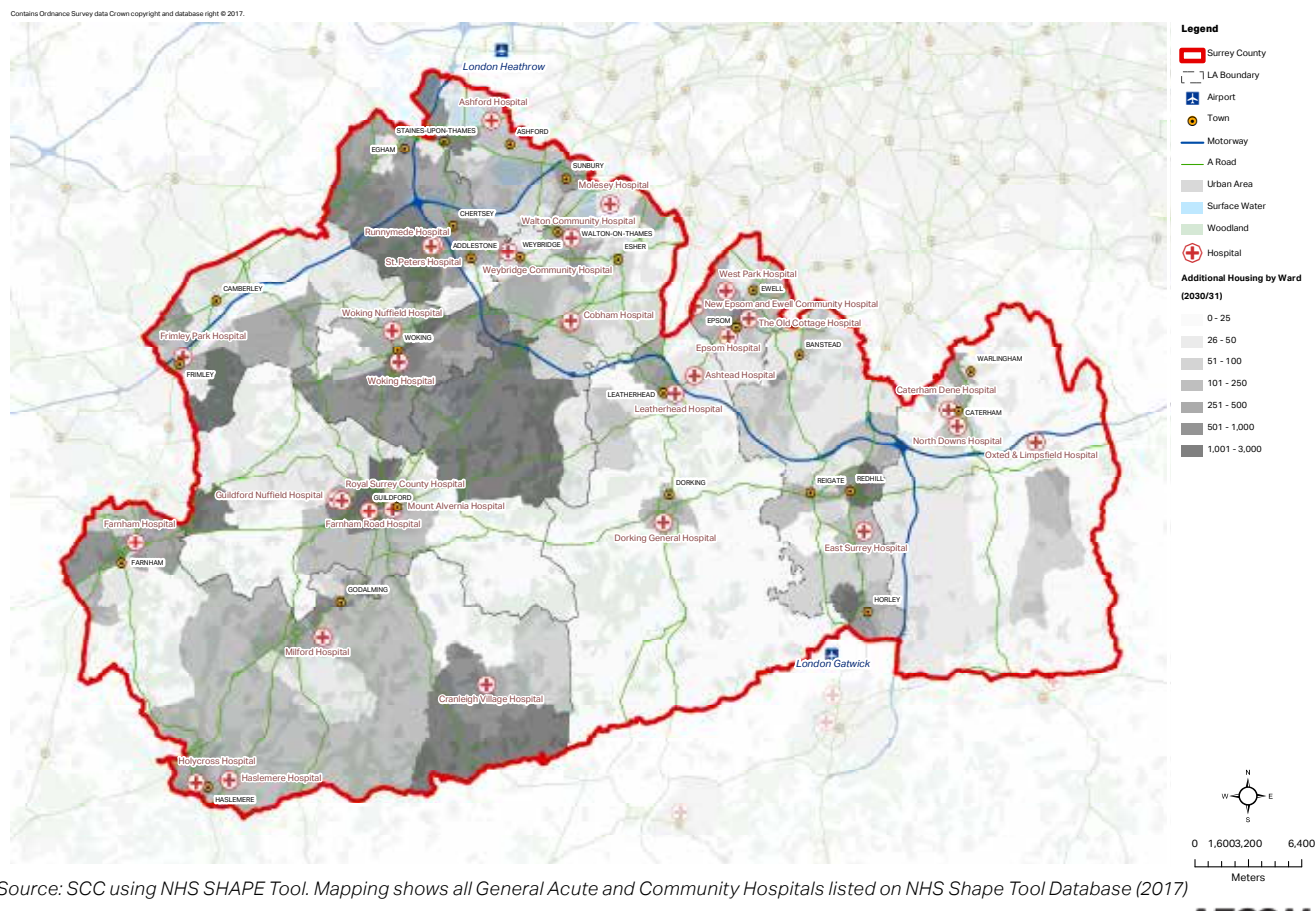 Contains Ordnance Survey data Crown copyright and database right © 2017.
London Heathrow
Ashford Hospital
STAINES-UPON-THAMES
ASHFORD
EGHAM
SUNBURY
Molesey Hospital
CHERTSEY
Walton Community Hospital
Runnymede Hospital
WALTON-ON-THAMES
ADDLESTONE
WEYBRIDGE
ESHER
St. Peters Hospital
Weybridge Community Hospital
West Park Hospital
CAMBERLEY
EWELL
New Epsom and Ewell Community Hospital
Woking Nuffield Hospital
Cobham Hospital
EPSOM
The Old Cottage Hospital
Frimley Park Hospital
WOKING
Epsom Hospital
BANSTEAD
WARLINGHAM
FRIMLEY
Woking Hospital
Ashtead Hospital
Caterham Dene Hospital
LEATHERHEAD
Leatherhead Hospital
CATERHAM
North Downs Hospital
Oxted & Limpsfield Hospital
Royal Surrey County Hospital
REIGATE
REDHILL
DORKING
Guildford Nuffield Hospital
GUILDFORD
Mount Alvernia Hospital
Farnham Hospital
Farnham Road Hospital
Dorking General Hospital
East Surrey Hospital
FARNHAM
GODALMING
HORLEY
Milford Hospital
London Gatwick
Cranleigh Village Hospital
Holycross Hospital
Haslemere Hospital
HASLEMERE
Legend
Surrey County
LA Boundary
Airport
Town
Motorway
A Road
Urban Area
Surface Water
Woodland
Hospital
Additional Housing by Ward
(2030/31)
0 - 25
26 - 50
51 - 100
101 - 250
251 - 500
501 - 1,000
1,001 - 3,000
N
W
E
S
0 1,6003,200 6,400
Meters
Source: SCC using NHS SHAPE Tool. Mapping shows all General Acute and Community Hospitals listed on NHS Shape Tool Database (2017)